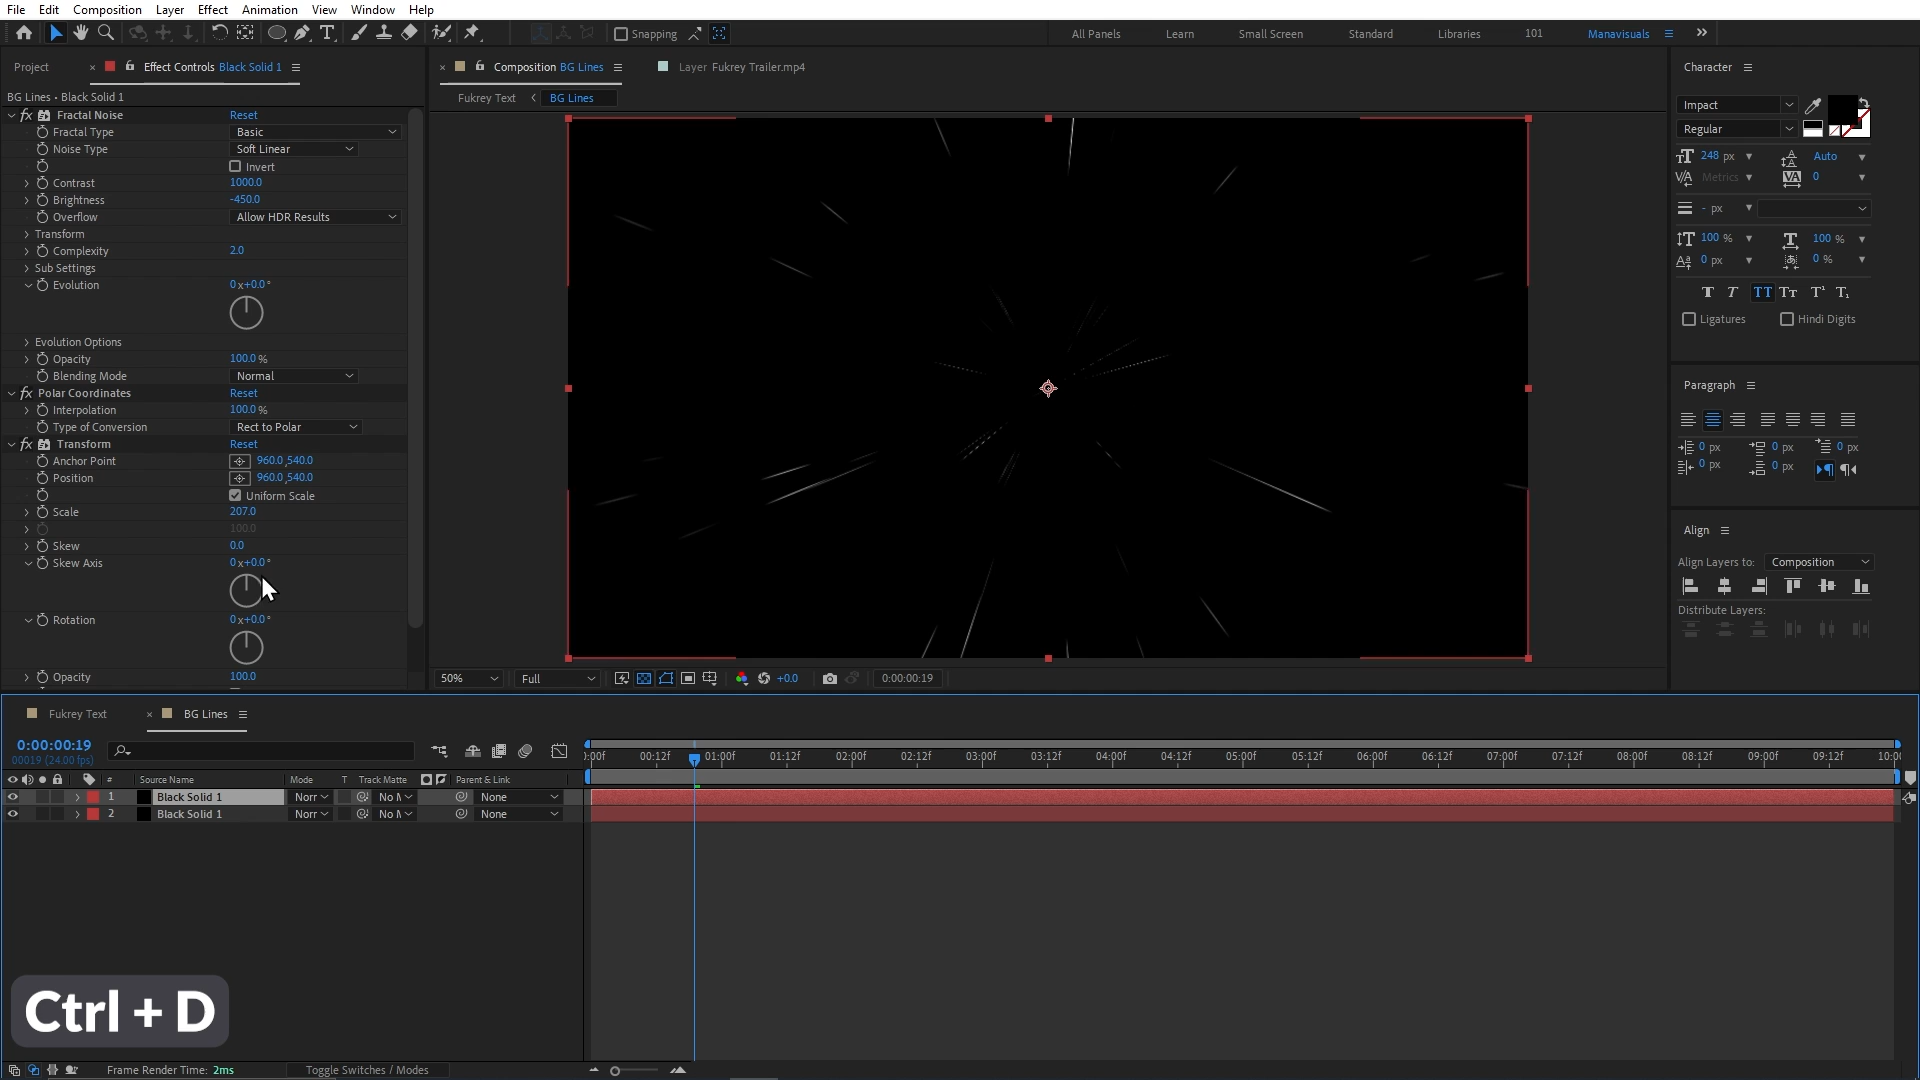 File Edit Composition Layer Effect Animation View Window Help
Snapping
All Panels Learn Small Screen Standard Libraries 101 Manavisuals
Project
Effect Controls Black Solid 1
Composition BG Lines
Layer Fukrey Trailer.mp4
Fukrey Text BG Lines
BG Lines • Black Solid 1
Fractal Noise Reset
Fractal Type Basic
Noise Type Soft Linear
Invert
Contrast 1000.0
Brightness -450.0
Overflow Allow HDR Results
Transform
Complexity 2.0
Sub Settings
Evolution 0x+0.0°
Evolution Options
Opacity 100.0 %
Blending Mode Normal
Polar Coordinates Reset
Interpolation 100.0 %
Type of Conversion Rect to Polar
Transform Reset
Anchor Point 960.0,540.0
Position 960.0,540.0
Uniform Scale
Scale 207.0
100.0
Skew 0.0
Skew Axis 0x+0.0°
Rotation 0x+0.0°
Opacity 100.0
50% Full +0.0 0:00:00:19
Character
Impact
Regular
248 px Auto
Metrics 0
- px
100 % 100 %
0 px 0 %
T T TT Tt T¹ T₁
Ligatures Hindi Digits
Paragraph
0 px 0 px 0 px
0 px 0 px
Align
Align Layers to: Composition
Distribute Layers:
Fukrey Text BG Lines
0:00:00:19
00019 (24.00 fps)
:00f 00:12f 01:00f 01:12f 02:00f 02:12f 03:00f 03:12f 04:00f 04:12f 05:00f 05:12f 06:00f 06:12f 07:00f 07:12f 08:00f 08:12f 09:00f 09:12f 10:0
# Source Name Mode T Track Matte Parent & Link
1 Black Solid 1 Norr No M None
2 Black Solid 1 Norr No M None
Ctrl + D
Frame Render Time: 2ms Toggle Switches / Modes